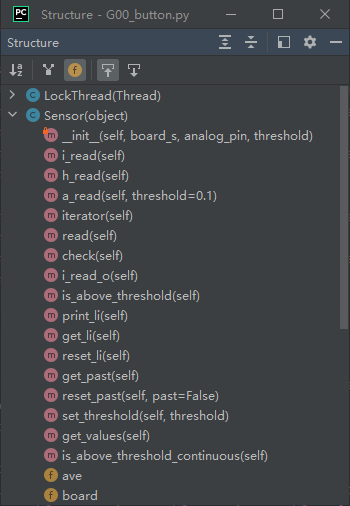 PC Structure - G00_button.py
Structure
LockThread(Thread)
Sensor(object)
__init__(self, board_s, analog_pin, threshold)
i_read(self)
h_read(self)
a_read(self, threshold=0.1)
iterator(self)
read(self)
check(self)
i_read_o(self)
is_above_threshold(self)
print_li(self)
get_li(self)
reset_li(self)
get_past(self)
reset_past(self, past=False)
set_threshold(self, threshold)
get_values(self)
is_above_threshold_continuous(self)
ave
board